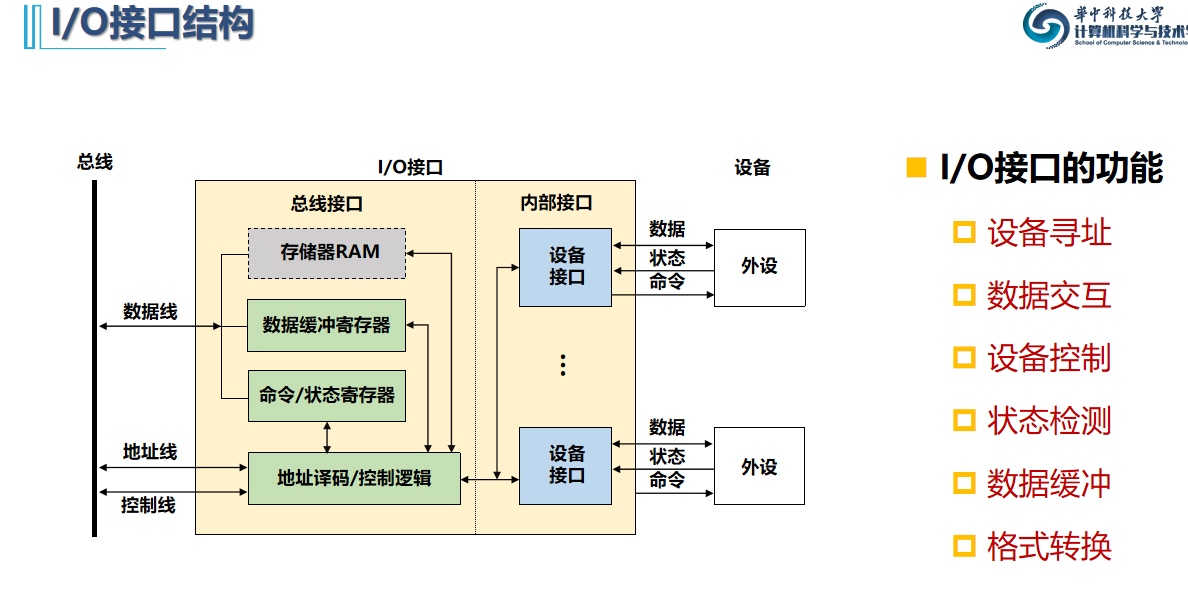 I/O接口结构
华中科技大学
计算机科学与技术学
School of Computer Science & Technolo
总线
I/O接口
设备
总线接口
内部接口
存储器RAM
数据缓冲寄存器
命令/状态寄存器
地址译码/控制逻辑
数据线
地址线
控制线
设备
接口
数据
状态
命令
外设
设备
接口
数据
状态
命令
外设
I/O接口的功能
设备寻址
数据交互
设备控制
状态检测
数据缓冲
格式转换